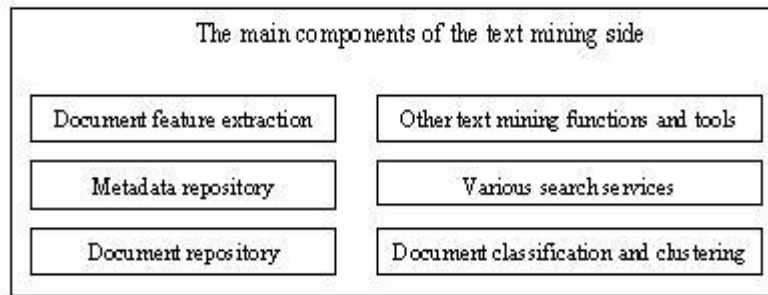 The main components of the text mining side
Document feature extraction
Other text mining functions and tools
Metadata repository
Various search services
Document repository
Document classification and clustering